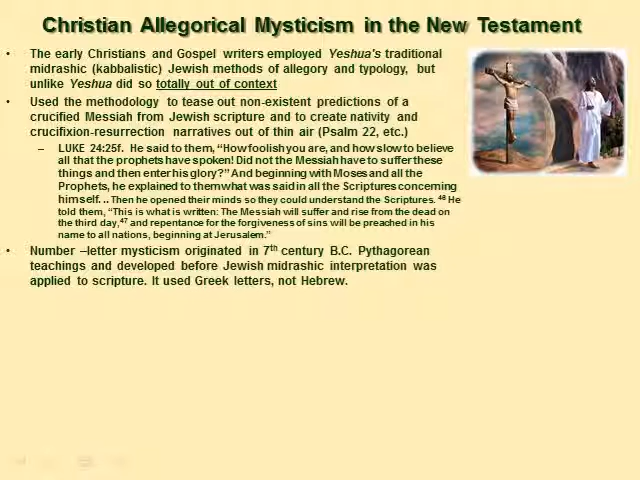 Christian Allegorical Mysticism in the New Testament
• The early Christians and Gospel writers employed Yeshua's traditional
midrashic (kabbalistic) Jewish methods of allegory and typology, but
unlike Yeshua did so totally out of context
• Used the methodology to tease out non-existent predictions of a
crucified Messiah from Jewish scripture and to create nativity and
crucifixion-resurrection narratives out of thin air (Psalm 22, etc.)
– LUKE 24:25f. He said to them, “How foolish you are, and how slow to believe
all that the prophets have spoken! Did not the Messiah have to suffer these
things and then enter his glory?” And beginning with Moses and all the
Prophets, he explained to them what was said in all the Scriptures concerning
himself. . . Then he opened their minds so they could understand the Scriptures. 46 He
told them, “This is what is written: The Messiah will suffer and rise from the dead on
the third day,47 and repentance for the forgiveness of sins will be preached in his
name to all nations, beginning at Jerusalem.”
• Number –letter mysticism originated in 7th century B.C. Pythagorean
teachings and developed before Jewish midrashic interpretation was
applied to scripture. It used Greek letters, not Hebrew.